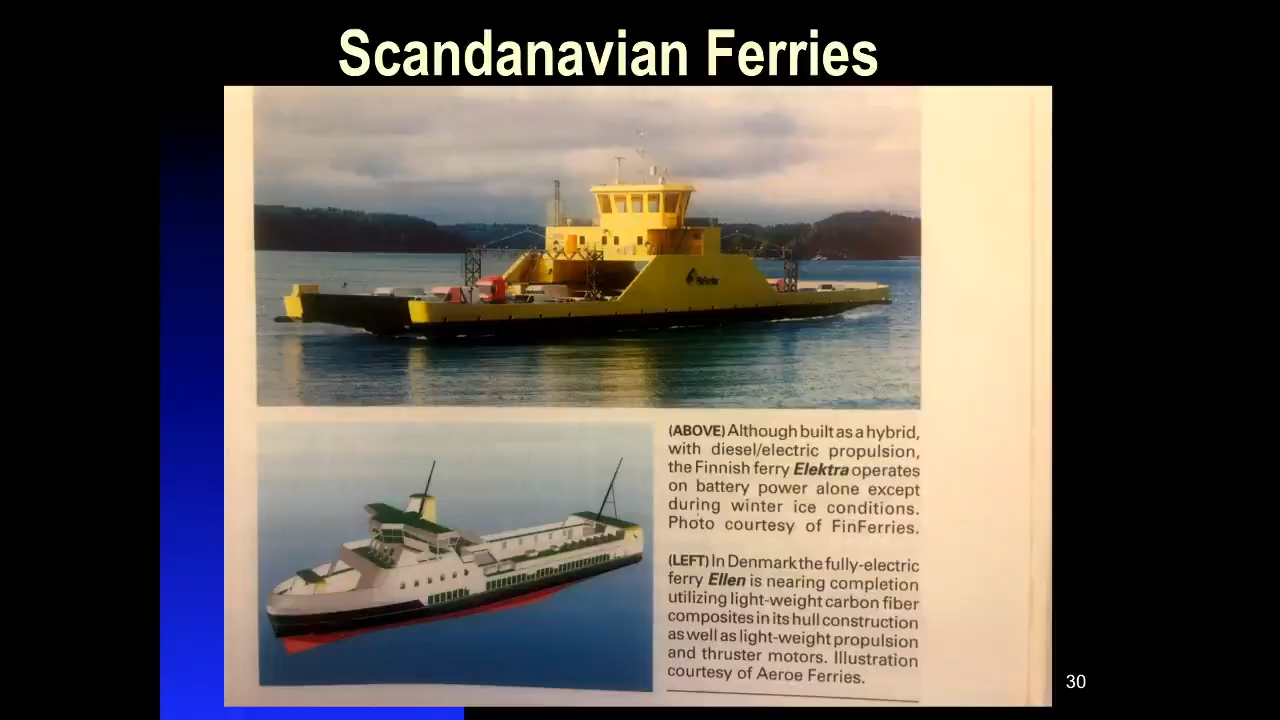 Scandanavian Ferries
FinFerries
(ABOVE) Although built as a hybrid,
with diesel/electric propulsion,
the Finnish ferry Elektra operates
on battery power alone except
during winter ice conditions.
Photo courtesy of FinFerries.
(LEFT) In Denmark the fully-electric
ferry Ellen is nearing completion
utilizing light-weight carbon fiber
composites in its hull construction
as well as light-weight propulsion
and thruster motors. Illustration
courtesy of Aeroe Ferries.
30